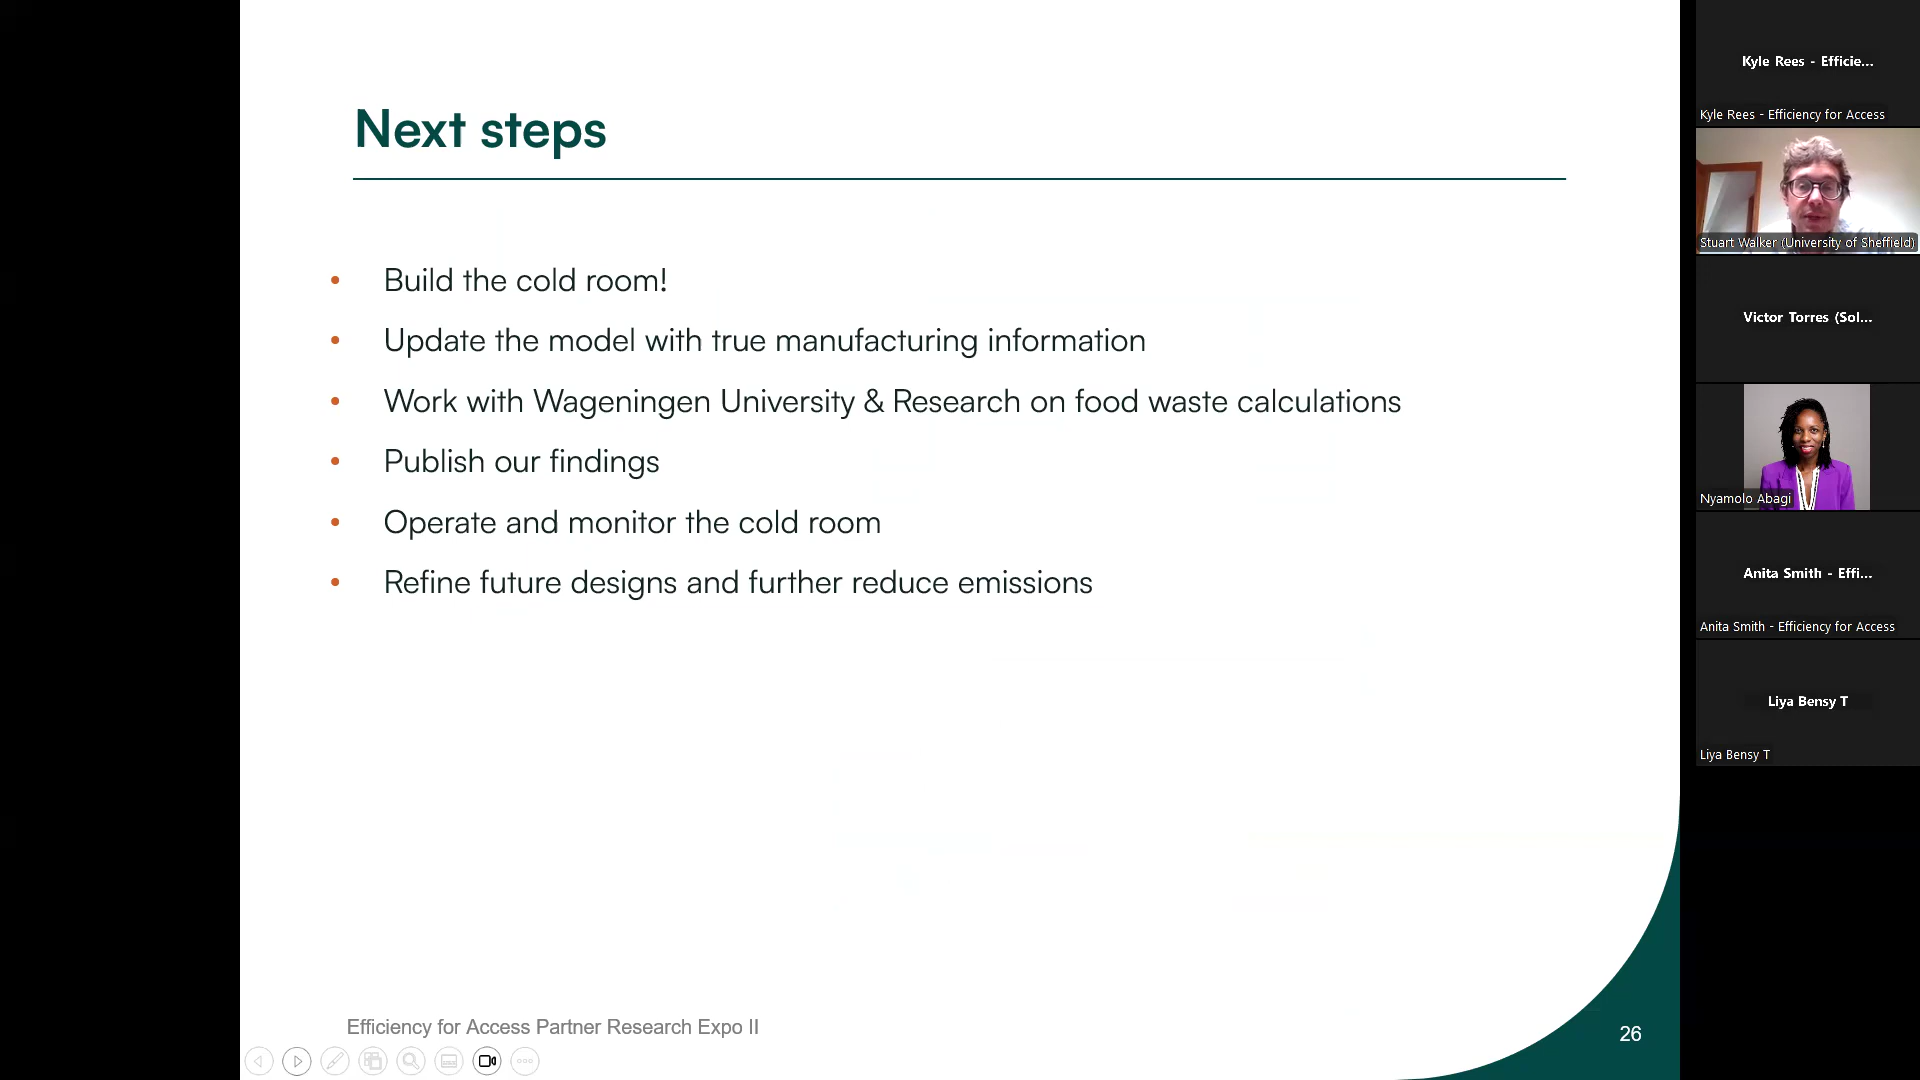 Next steps
• Build the cold room!
• Update the model with true manufacturing information
• Work with Wageningen University & Research on food waste calculations
• Publish our findings
• Operate and monitor the cold room
• Refine future designs and further reduce emissions
Efficiency for Access Partner Research Expo II
26
Kyle Rees - Efficie...
Kyle Rees - Efficiency for Access
Stuart Walker (University of Sheffield)
Victor Torres (Sol...
Nyamolo Abagi
Anita Smith - Effi...
Anita Smith - Efficiency for Access
Liya Bensy T
Liya Bensy T